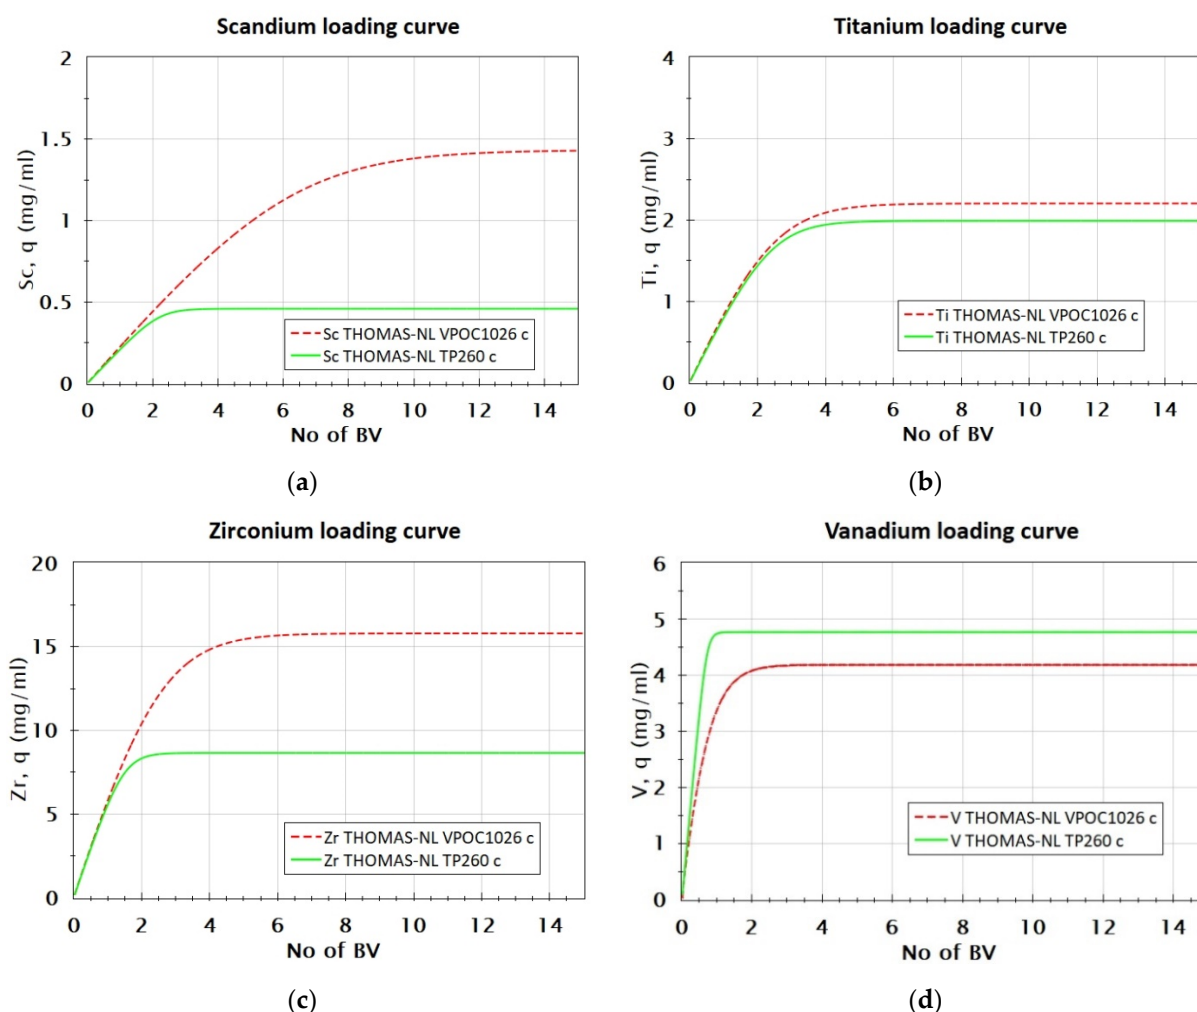 Scandium loading curve
2
1.5
1
0.5
0
Sc, q (mg/ml)
Sc THOMAS-NL VPOC1026 c
Sc THOMAS-NL TP260 c
0 2 4 6 8 10 12 14
No of BV
(a)
Titanium loading curve
4
3
2
1
0
Ti, q (mg/ml)
Ti THOMAS-NL VPOC1026 c
Ti THOMAS-NL TP260 c
0 2 4 6 8 10 12 14
No of BV
(b)
Zirconium loading curve
20
15
10
5
0
Zr, q (mg/ml)
Zr THOMAS-NL VPOC1026 c
Zr THOMAS-NL TP260 c
0 2 4 6 8 10 12 14
No of BV
(c)
Vanadium loading curve
6
5
4
3
2
1
0
V, q (mg/ml)
V THOMAS-NL VPOC1026 c
V THOMAS-NL TP260 c
0 2 4 6 8 10 12 14
No of BV
(d)